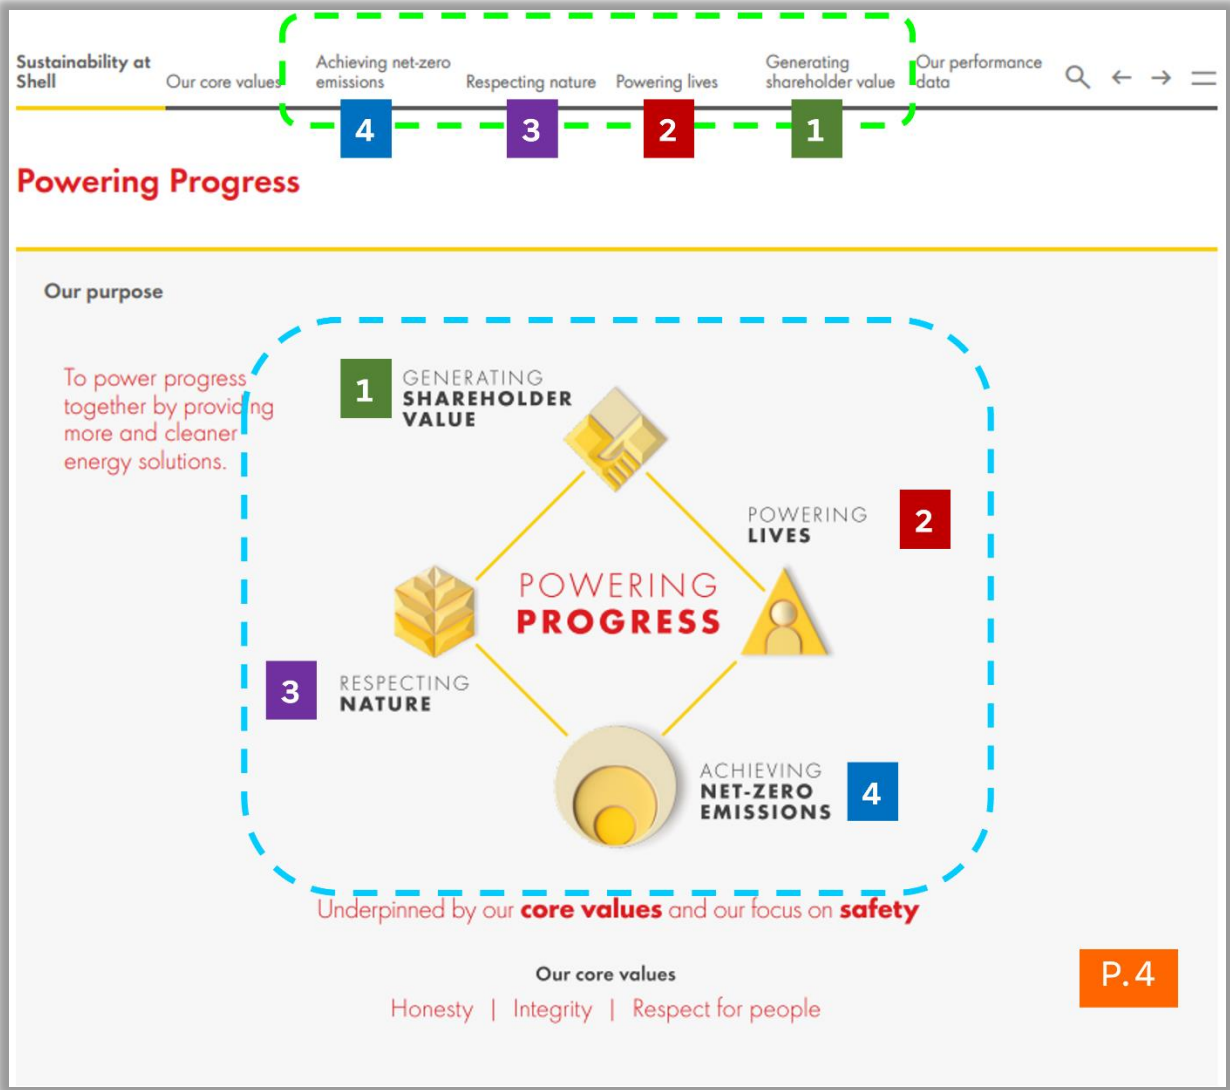 Sustainability at
Shell
Our core values
Achieving net-zero
emissions
Respecting nature
Powering lives
Generating
shareholder value
Our performance
data
4
3
2
1
Powering Progress
Our purpose
To power progress
together by providing
more and cleaner
energy solutions.
1
GENERATING
SHAREHOLDER
VALUE
POWERING
LIVES
2
POWERING
PROGRESS
3
RESPECTING
NATURE
ACHIEVING
NET-ZERO
EMISSIONS
4
Underpinned by our core values and our focus on safety
Our core values
Honesty | Integrity | Respect for people
P.4